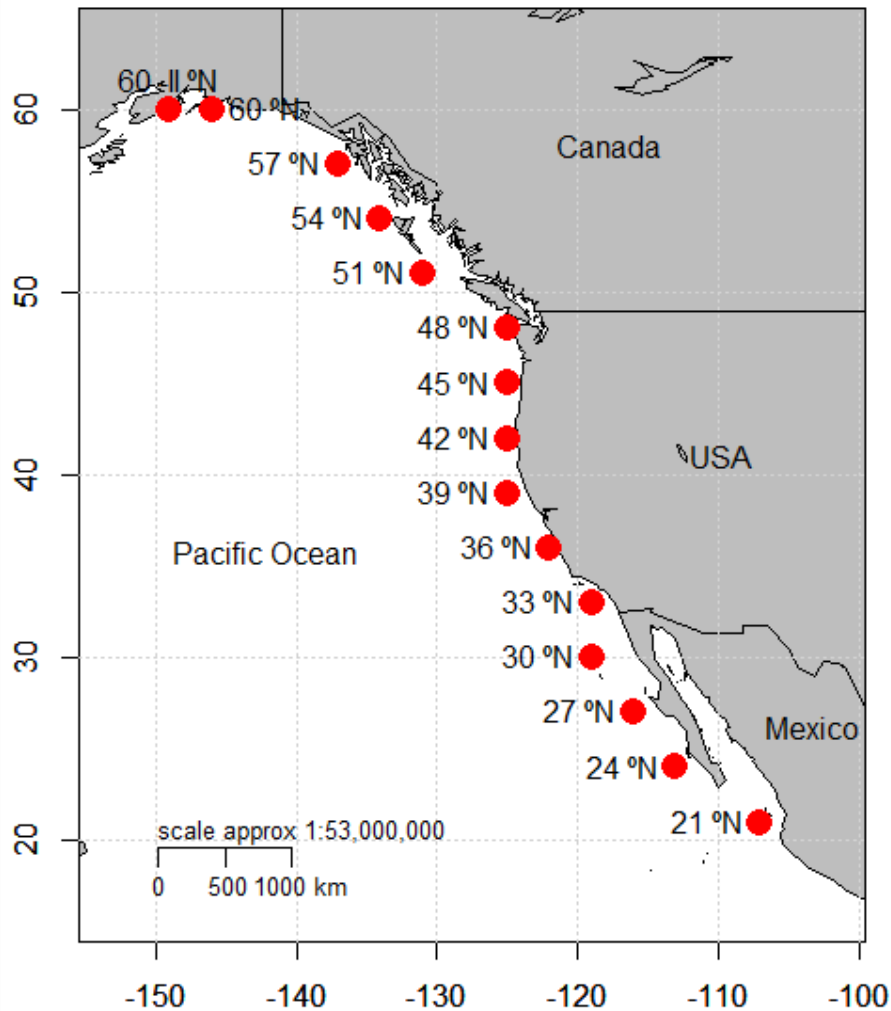 60-II ºN
60 ºN
60
57 ºN
Canada
54 ºN
51 ºN
50
48 ºN
45 ºN
42 ºN
USA
40
39 ºN
36 ºN
Pacific Ocean
33 ºN
30 ºN
30
27 ºN
Mexico
24 ºN
21 ºN
20
scale approx 1:53,000,000
0 500 1000 km
-150 -140 -130 -120 -110 -100